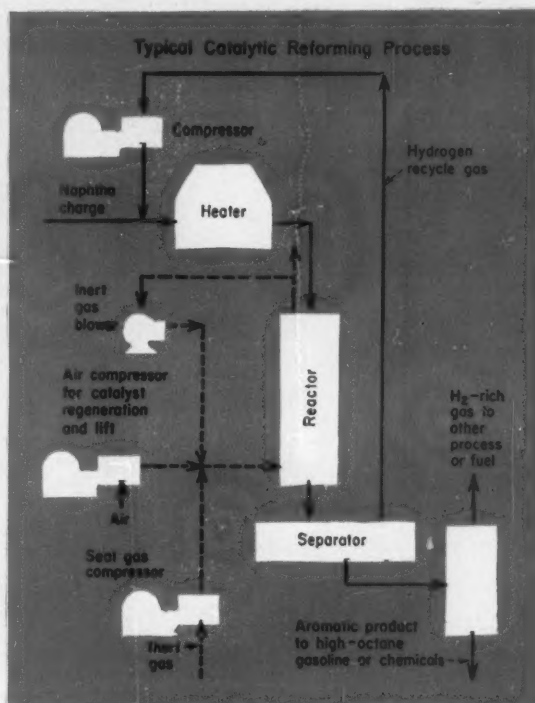 Typical Catalytic Reforming Process
Compressor
Hydrogen
recycle gas
Naphtha
charge
Heater
Inert
gas
blower
Air compressor
for catalyst
regeneration
and lift
Reactor
H2-rich
gas to
other
process
or fuel
Air
Separator
Seal gas
compressor
Inert
gas
Aromatic product
to high-octane
gasoline or chemicals